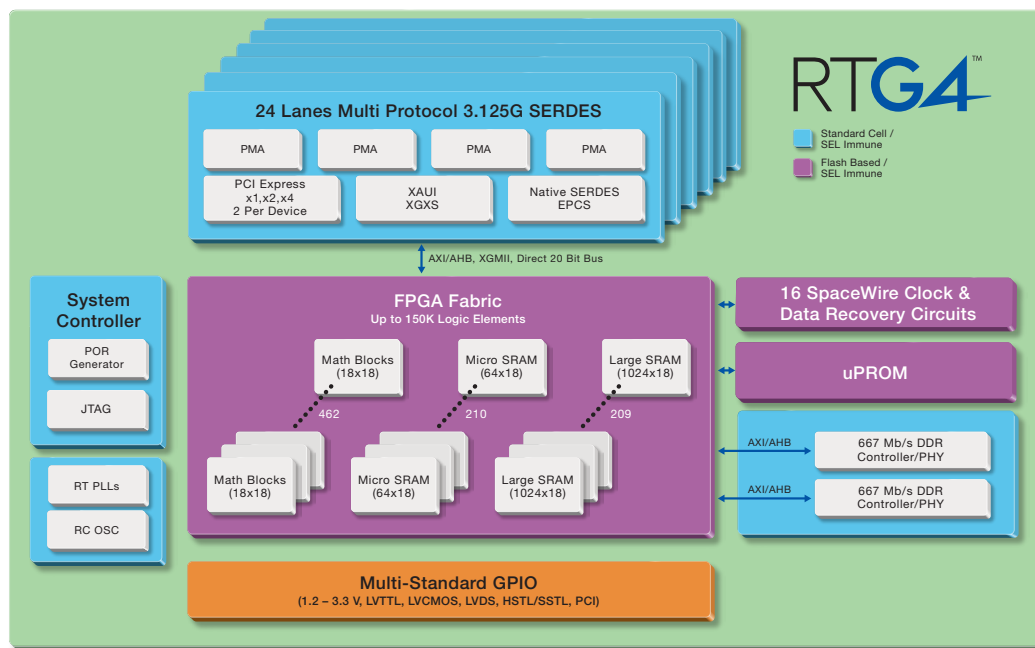 RTG4™
Standard Cell /
SEL Immune
Flash Based /
SEL Immune
24 Lanes Multi Protocol 3.125G SERDES
PMA
PMA
PMA
PMA
PCI Express
x1,x2,x4
2 Per Device
XAUI
XGXS
Native SERDES
EPCS
AXI/AHB, XGMII, Direct 20 Bit Bus
System
Controller
POR
Generator
JTAG
RT PLLs
RC OSC
FPGA Fabric
Up to 150K Logic Elements
Math Blocks
(18x18)
Micro SRAM
(64x18)
Large SRAM
(1024x18)
462
210
209
Math Blocks
(18x18)
Micro SRAM
(64x18)
Large SRAM
(1024x18)
16 SpaceWire Clock &
Data Recovery Circuits
uPROM
AXI/AHB
667 Mb/s DDR
Controller/PHY
AXI/AHB
667 Mb/s DDR
Controller/PHY
Multi-Standard GPIO
(1.2 – 3.3 V, LVTTL, LVCMOS, LVDS, HSTL/SSTL, PCI)